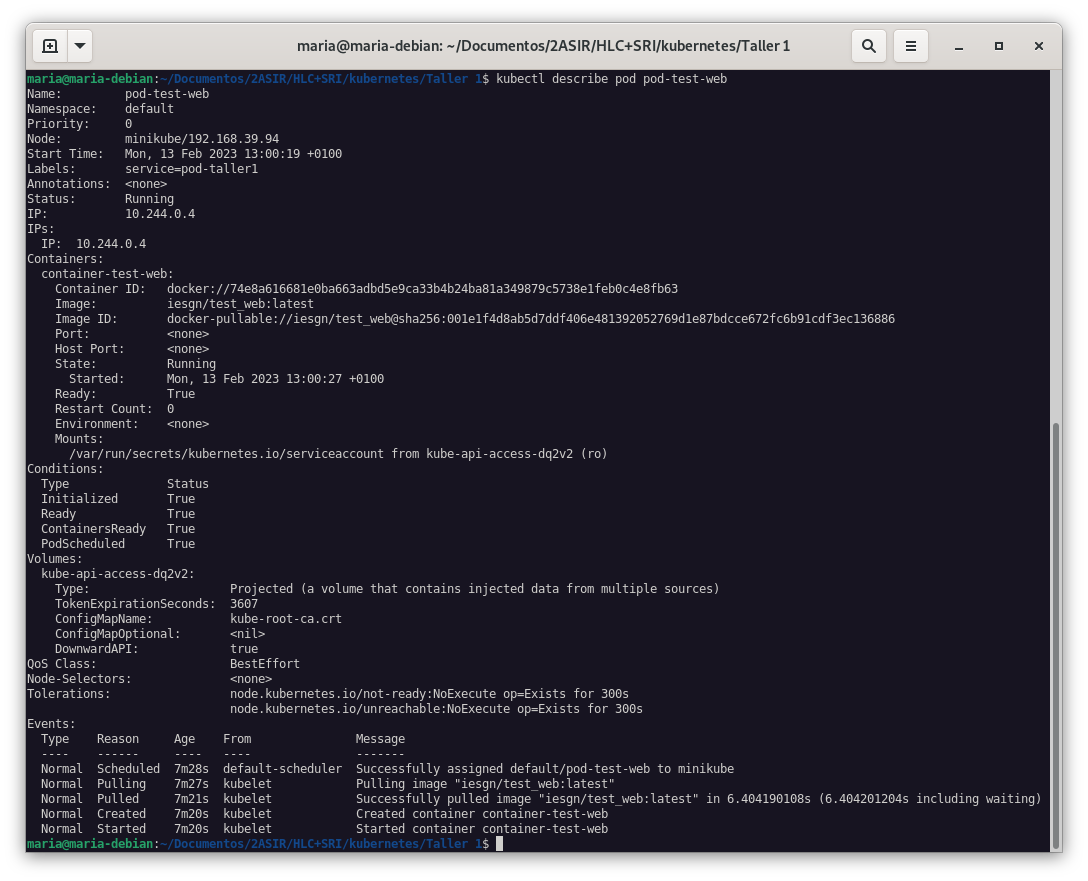 maria@maria-debian: ~/Documentos/2ASIR/HLC+SRI/kubernetes/Taller 1
maria@maria-debian:~/Documentos/2ASIR/HLC+SRI/kubernetes/Taller 1$ kubectl describe pod pod-test-web
Name:         pod-test-web
Namespace:    default
Priority:     0
Node:         minikube/192.168.39.94
Start Time:   Mon, 13 Feb 2023 13:00:19 +0100
Labels:       service=pod-taller1
Annotations:  <none>
Status:       Running
IP:           10.244.0.4
IPs:
  IP:  10.244.0.4
Containers:
  container-test-web:
    Container ID:   docker://74e8a616681e0ba663adbd5e9ca33b4b24ba81a349879c5738e1feb0c4e8fb63
    Image:          iesgn/test_web:latest
    Image ID:       docker-pullable://iesgn/test_web@sha256:001e1f4d8ab5d7ddf406e481392052769d1e87bdcce672fc6b91cdf3ec136886
    Port:           <none>
    Host Port:      <none>
    State:          Running
      Started:      Mon, 13 Feb 2023 13:00:27 +0100
    Ready:          True
    Restart Count:  0
    Environment:    <none>
    Mounts:
      /var/run/secrets/kubernetes.io/serviceaccount from kube-api-access-dq2v2 (ro)
Conditions:
  Type              Status
  Initialized       True
  Ready             True
  ContainersReady   True
  PodScheduled      True
Volumes:
  kube-api-access-dq2v2:
    Type:                    Projected (a volume that contains injected data from multiple sources)
    TokenExpirationSeconds:  3607
    ConfigMapName:           kube-root-ca.crt
    ConfigMapOptional:       <nil>
    DownwardAPI:             true
QoS Class:                   BestEffort
Node-Selectors:              <none>
Tolerations:                 node.kubernetes.io/not-ready:NoExecute op=Exists for 300s
                             node.kubernetes.io/unreachable:NoExecute op=Exists for 300s
Events:
  Type    Reason     Age    From               Message
  ----    ------     ----   ----               -------
  Normal  Scheduled  7m28s  default-scheduler  Successfully assigned default/pod-test-web to minikube
  Normal  Pulling    7m27s  kubelet            Pulling image "iesgn/test_web:latest"
  Normal  Pulled     7m21s  kubelet            Successfully pulled image "iesgn/test_web:latest" in 6.404190108s (6.404201204s including waiting)
  Normal  Created    7m20s  kubelet            Created container container-test-web
  Normal  Started    7m20s  kubelet            Started container container-test-web
maria@maria-debian:~/Documentos/2ASIR/HLC+SRI/kubernetes/Taller 1$